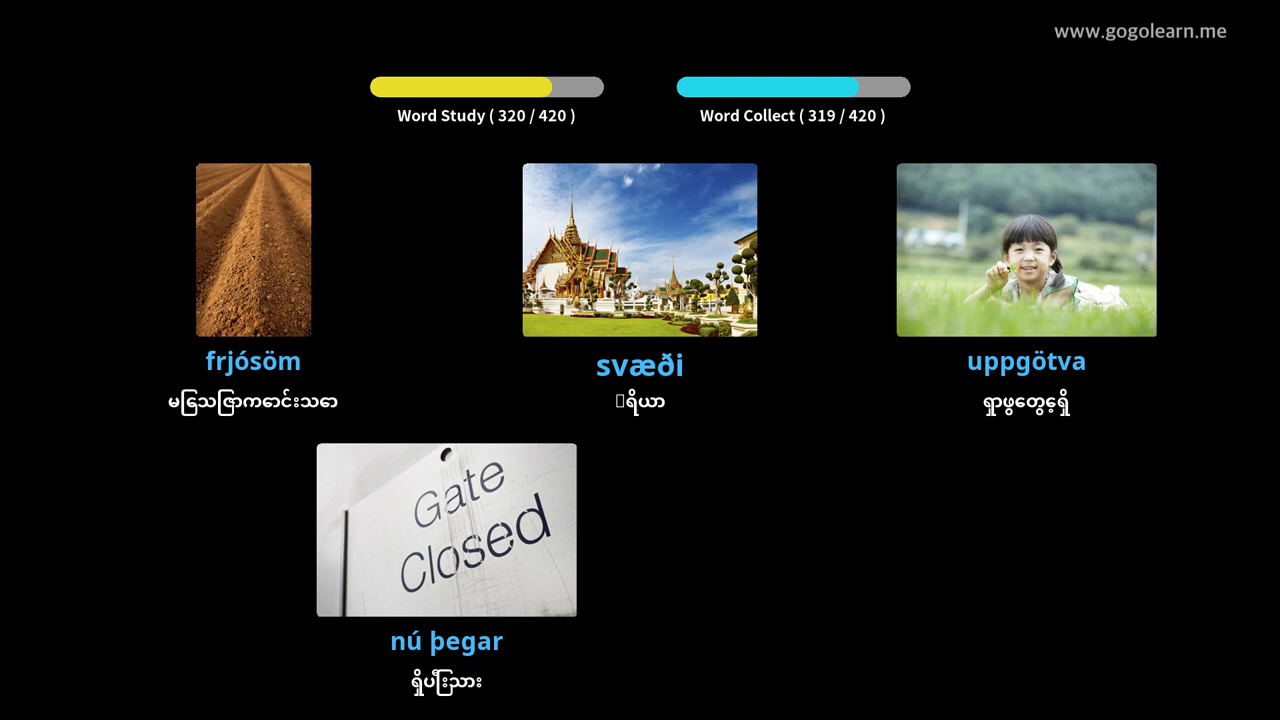 www.gogolearn.me
Word Study ( 320 / 420 )
Word Collect ( 319 / 420 )
frjósöm
svæði
uppgötva
မြေသြဇာကောင်းသော
▯ရိယာ
ရှာဖွေတွေ့ရှိ
Gate
Closed
nú þegar
ရှိပြီးသား